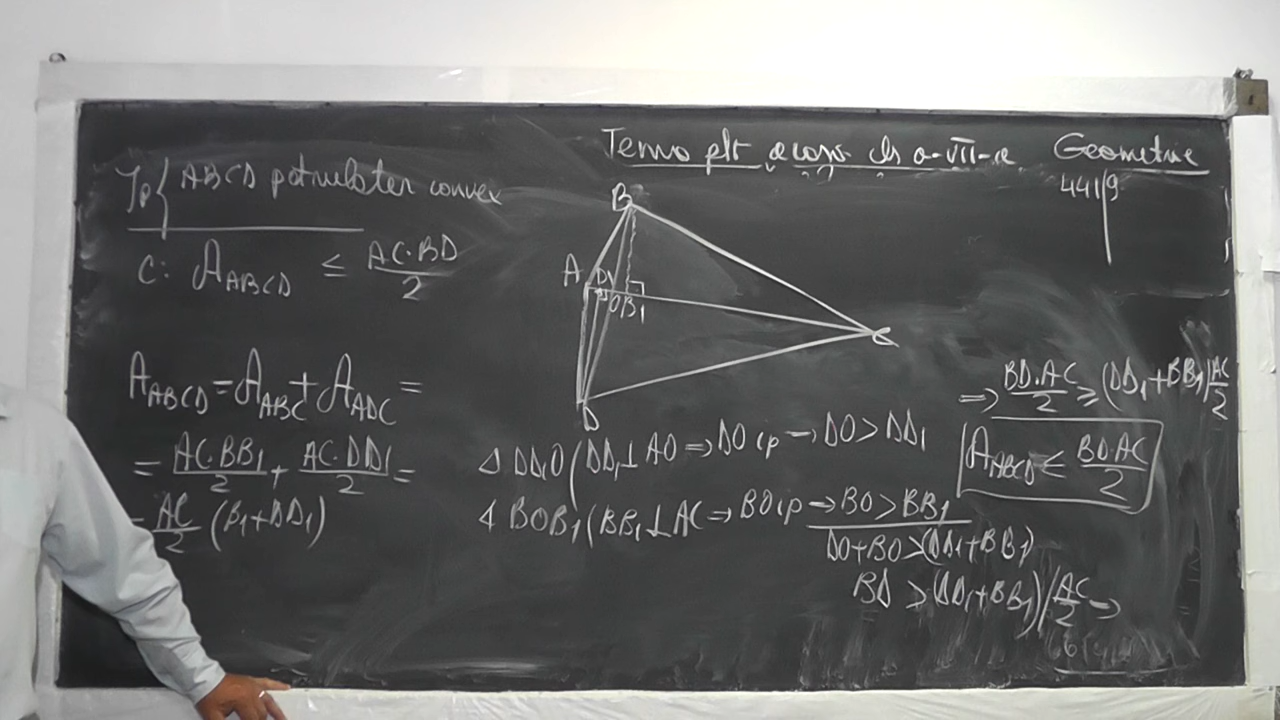 Tema pt acasă cls a-VII-a Geometrie
441|9
Ip { ABCD patrulater convex
C: A_ABCD ≤ AC·BD/2
B
A D1 O B1 C
D
A_ABCD = A_ABC + A_ADC =
= AC·BB1/2 + AC·DD1/2 =
= AC/2 (B1+DD1)
Δ DD1O (DD1⊥AO ⇒ DO ip → DO > DD1
Δ BOB1 (BB1⊥AC ⇒ BO ip → BO > BB1
DO+BO > (DD1+BB1)
BD ≥ (DD1+BB1) / AC/2 ⇒
⇒ BD·AC/2 ≥ (DD1+BB1) AC/2
A_ABCD ≤ BD·AC/2